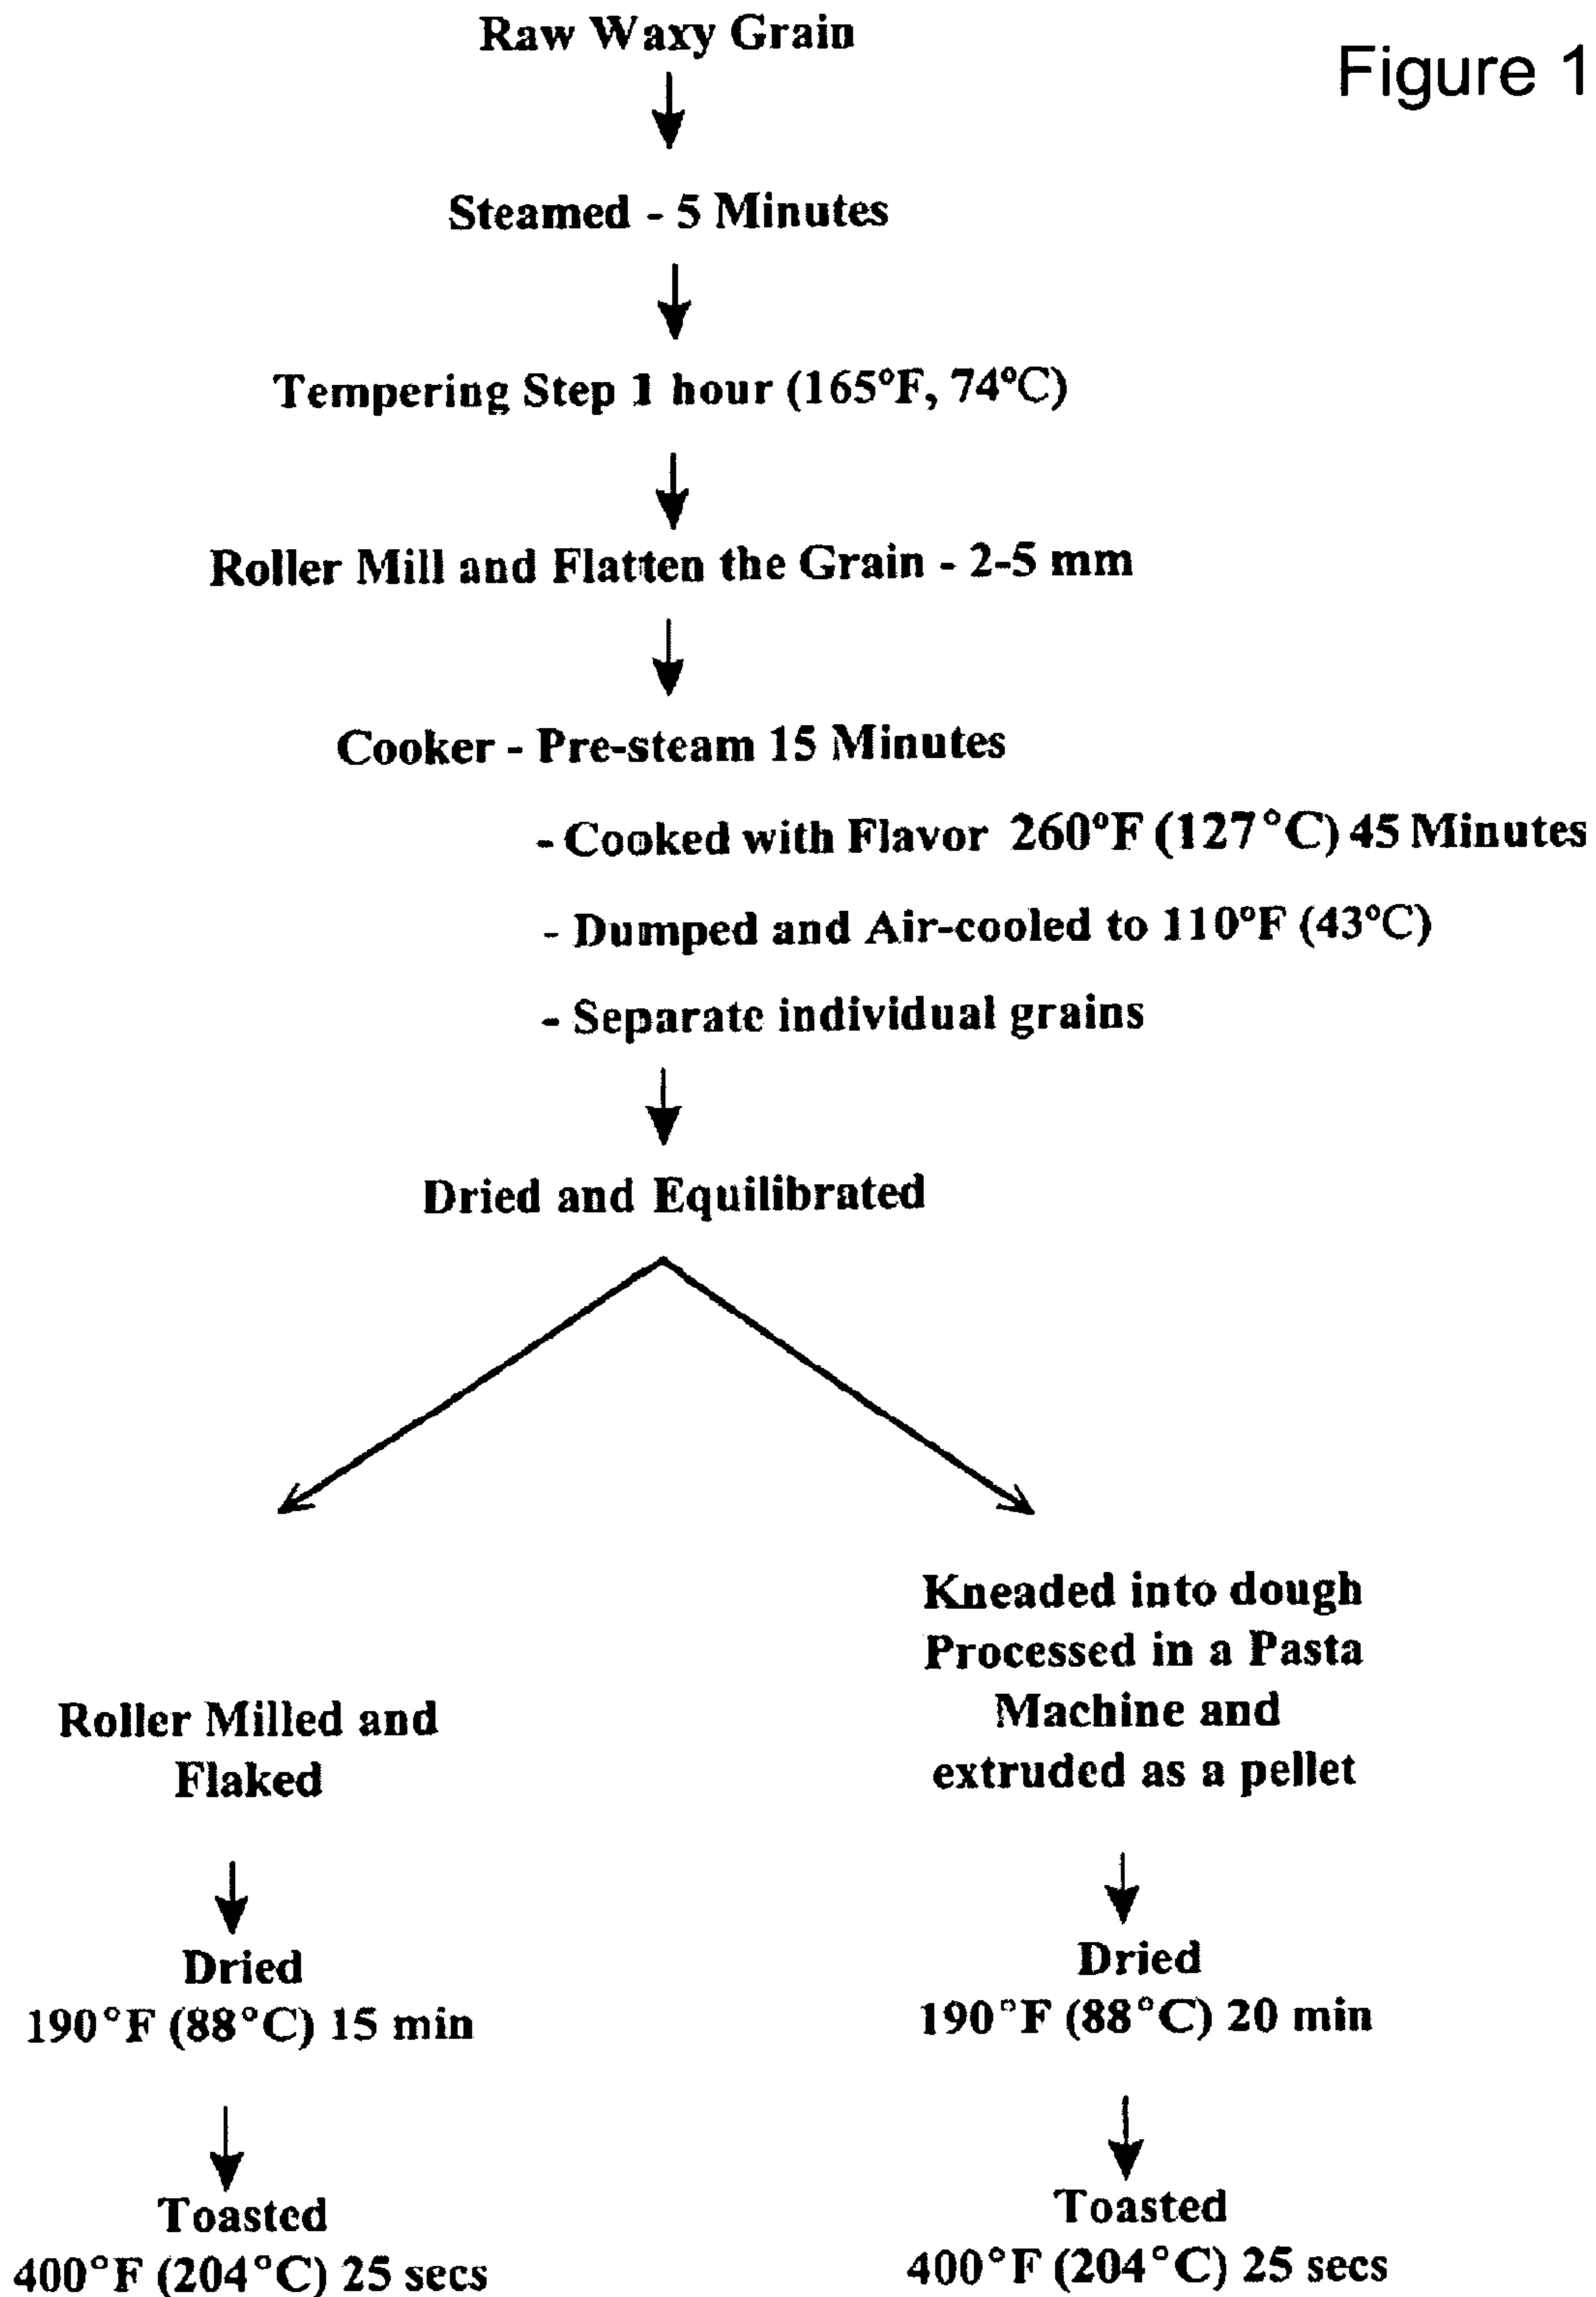 Raw Waxy Grain
Figure 1
Steamed - 5 Minutes
Tempering Step 1 hour (165°F, 74°C)
Roller Mill and Flatten the Grain - 2-5 mm
Cooker - Pre-steam 15 Minutes
- Cooked with Flavor 260°F (127°C) 45 Minutes
- Dumped and Air-cooled to 110°F (43°C)
- Separate individual grains
Dried and Equilibrated
Roller Milled and
Flaked
Dried
190°F (88°C) 15 min
Toasted
400°F (204°C) 25 secs
Kneaded into dough
Processed in a Pasta
Machine and
extruded as a pellet
Dried
190°F (88°C) 20 min
Toasted
400°F (204°C) 25 secs